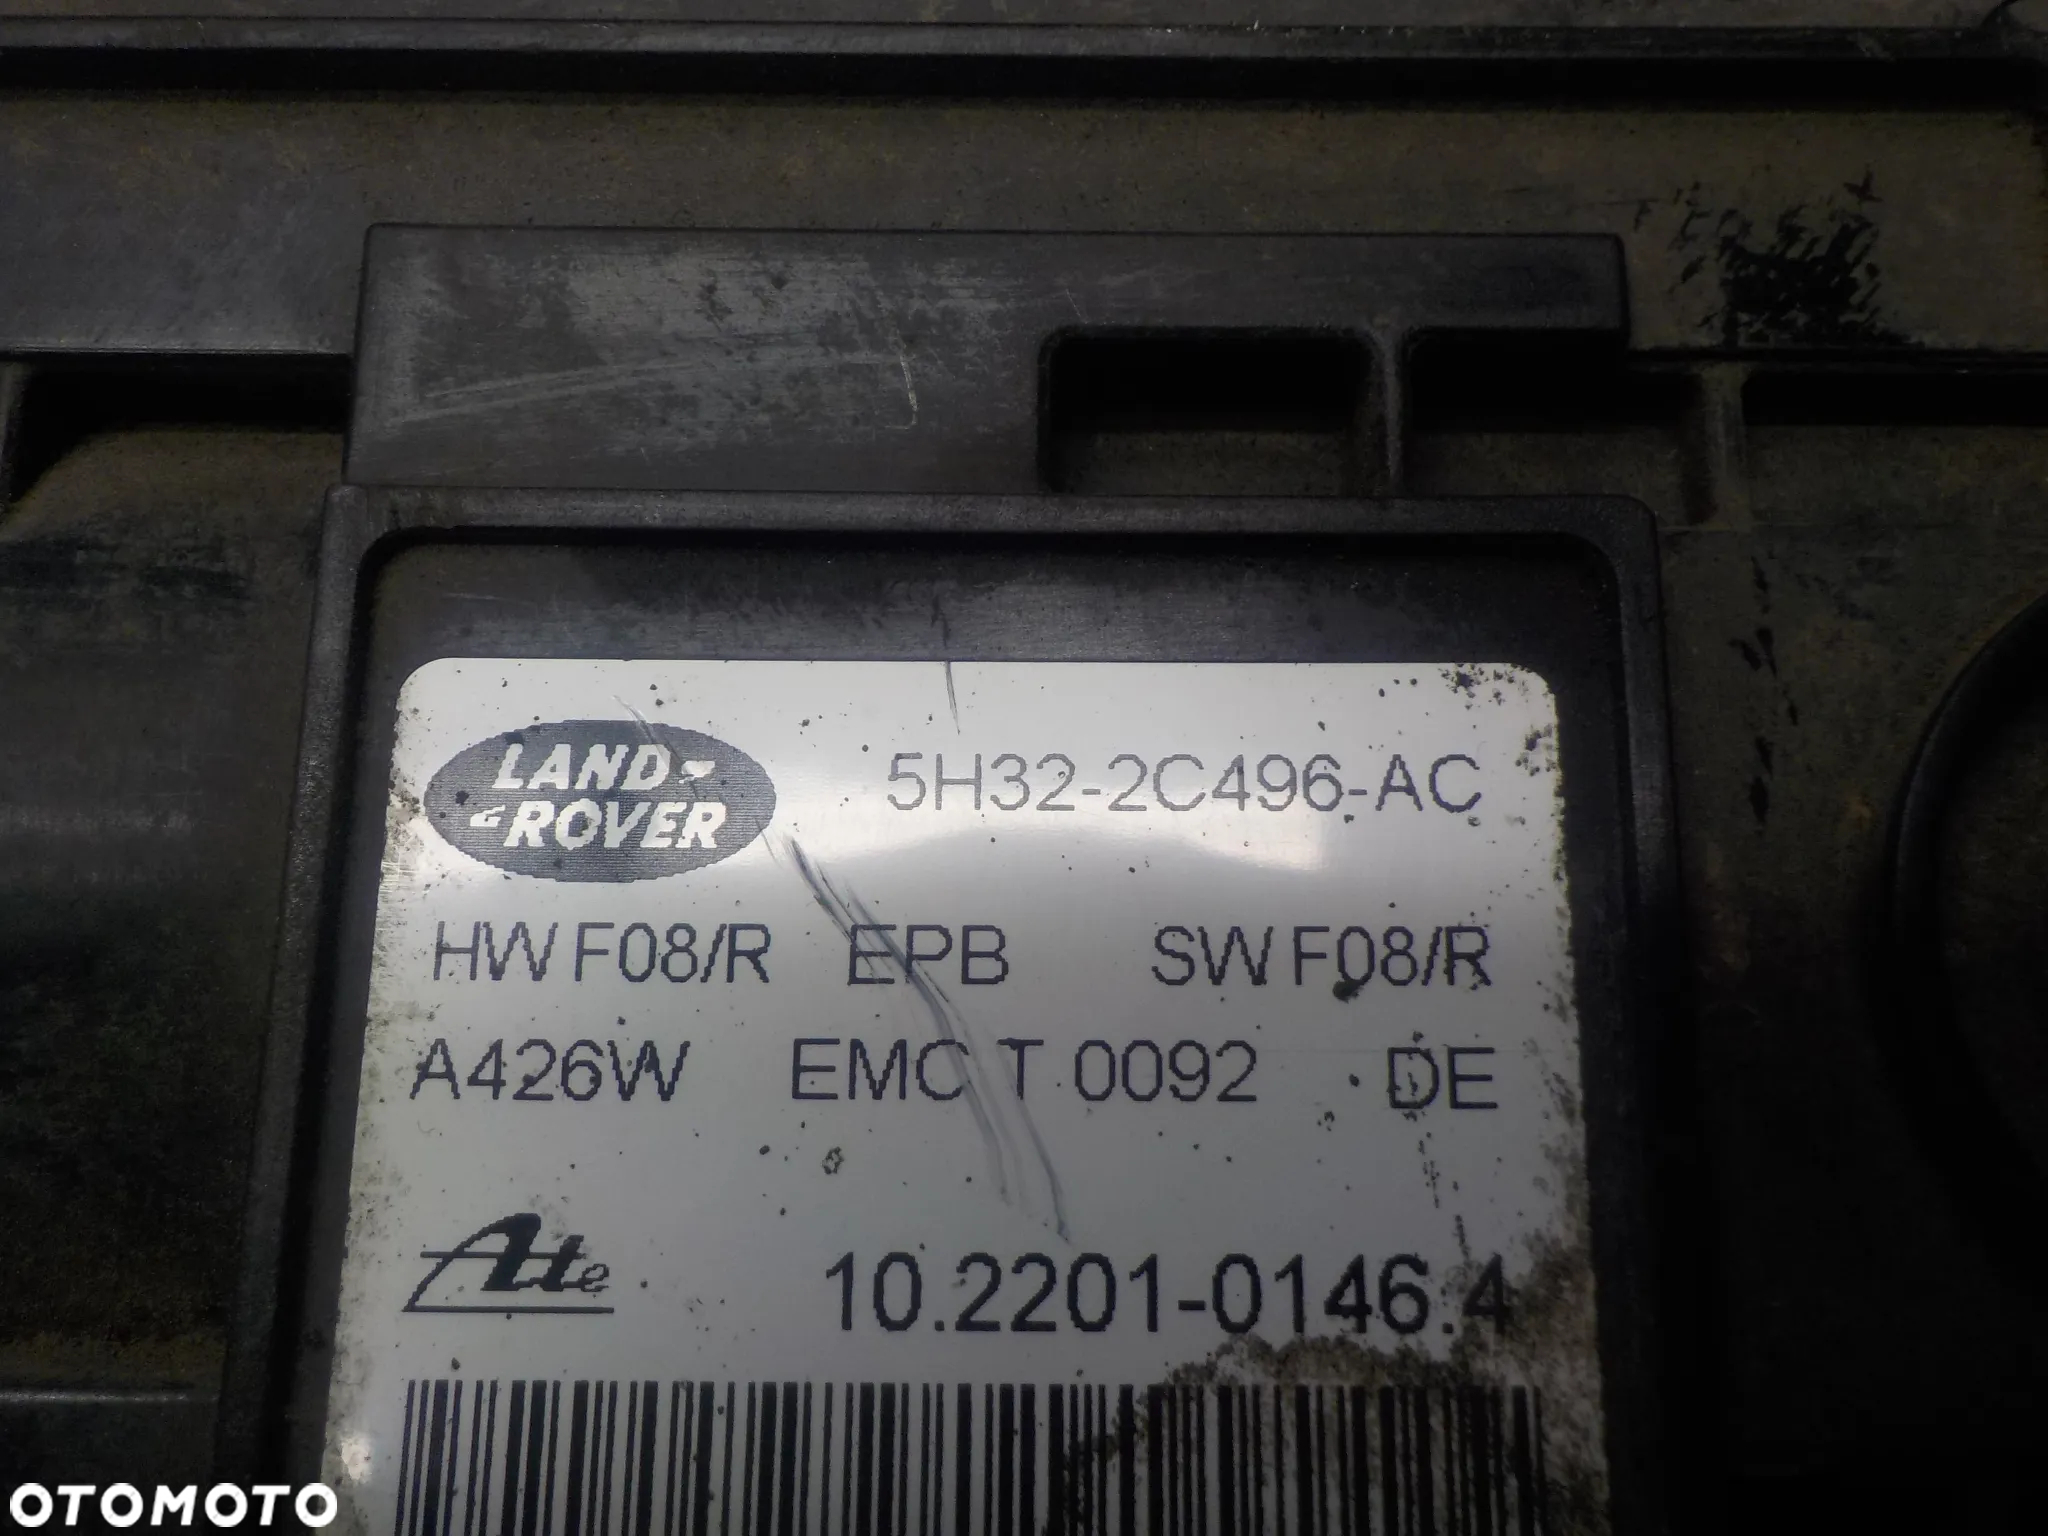 LAND-
ROVER
5H32-2C496-AC
HW F08/R EPB SW F08/R
A426W EMC T 0092 DE
Ate 10.2201-0146.4
OTOMOTO